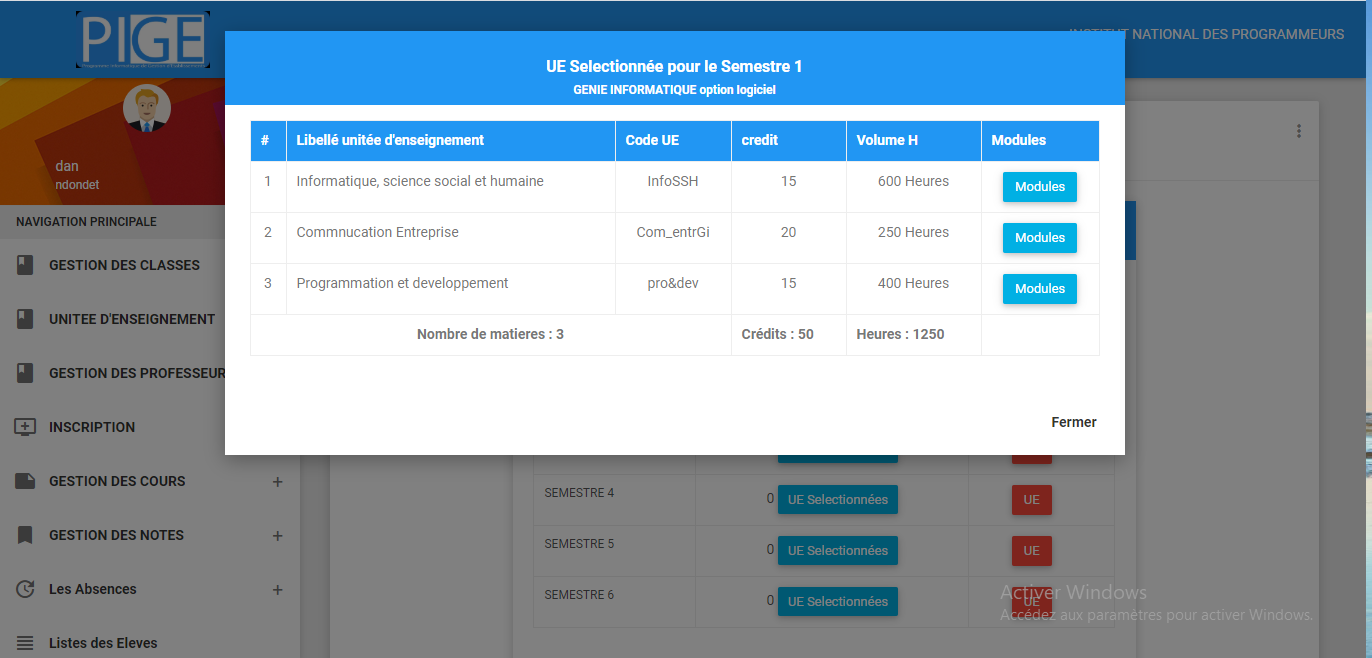 PIGE
INSTITUT NATIONAL DES PROGRAMMEURS
dan
ndondet
NAVIGATION PRINCIPALE
GESTION DES CLASSES
UNITEE D'ENSEIGNEMENT
GESTION DES PROFESSEUR
INSCRIPTION
GESTION DES COURS +
GESTION DES NOTES +
Les Absences +
Listes des Eleves
UE Selectionnée pour le Semestre 1
GENIE INFORMATIQUE option logiciel
# Libellé unitée d'enseignement Code UE credit Volume H Modules
1 Informatique, science social et humaine InfoSSH 15 600 Heures Modules
2 Commnucation Entreprise Com_entrGi 20 250 Heures Modules
3 Programmation et developpement pro&dev 15 400 Heures Modules
Nombre de matieres : 3 Crédits : 50 Heures : 1250
Fermer
SEMESTRE 4 0 UE Selectionnées UE
SEMESTRE 5 0 UE Selectionnées UE
SEMESTRE 6 0 UE Selectionnées UE
Activer Windows
Accédez aux paramètres pour activer Windows.